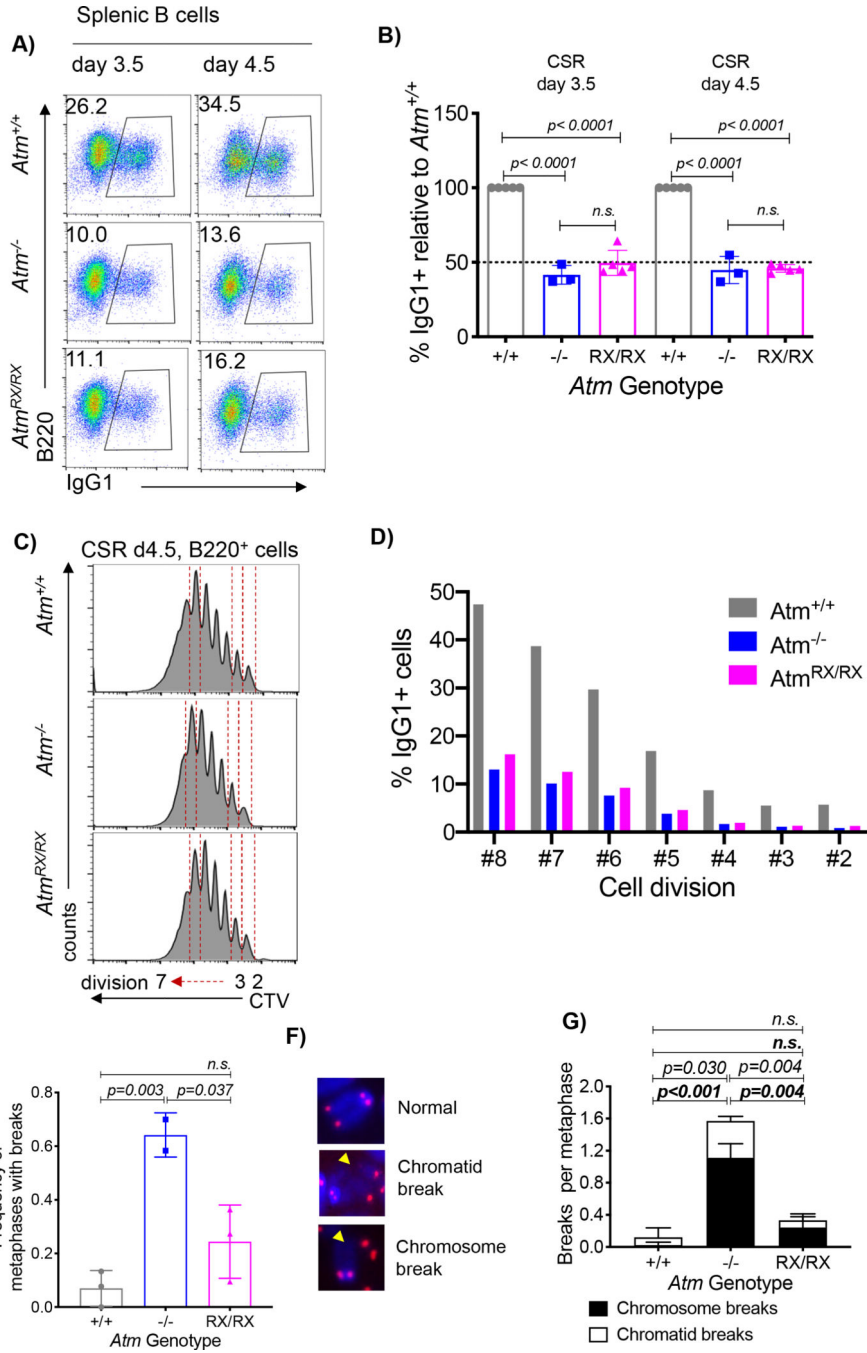 Splenic B cells
A)
day 3.5 day 4.5
Atm+/+
26.2 34.5
Atm-/-
10.0 13.6
AtmRX/RX
11.1 16.2
B220
IgG1
B)
CSR day 3.5
CSR day 4.5
% IgG1+ relative to Atm+/+
150
100
50
0
p< 0.0001
p< 0.0001
n.s.
p< 0.0001
p< 0.0001
n.s.
+/+ -/- RX/RX +/+ -/- RX/RX
Atm Genotype
C)
CSR d4.5, B220+ cells
Atm+/+
Atm-/-
AtmRX/RX
counts
division 7 3 2
CTV
D)
% IgG1+ cells
50
40
30
20
10
0
Atm+/+
Atm-/-
AtmRX/RX
#8 #7 #6 #5 #4 #3 #2
Cell division
metaphases with breaks
0.8
0.6
0.4
0.2
0.0
n.s.
p=0.003 p=0.037
+/+ -/- RX/RX
Atm Genotype
F)
Normal
Chromatid break
Chromosome break
G)
Breaks per metaphase
n.s.
n.s.
p=0.030 p=0.004
p<0.001 p=0.004
2.0
1.6
1.2
0.8
0.4
0.0
+/+ -/- RX/RX
Atm Genotype
Chromosome breaks
Chromatid breaks